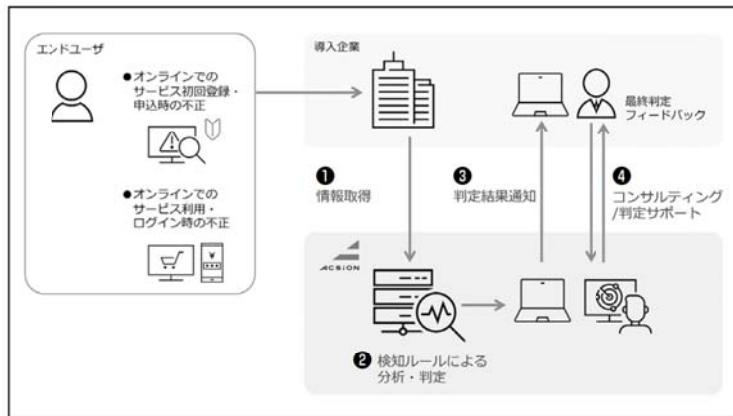 エンドユーザ
●オンラインでの
サービス初回登録・
申込時の不正
●オンラインでの
サービス利用・
ログイン時の不正
¥
導入企業
最終判定
フィードバック
❶
情報取得
❸
判定結果通知
❹
コンサルティング
/判定サポート
ACSiON
❷ 検知ルールによる
分析・判定